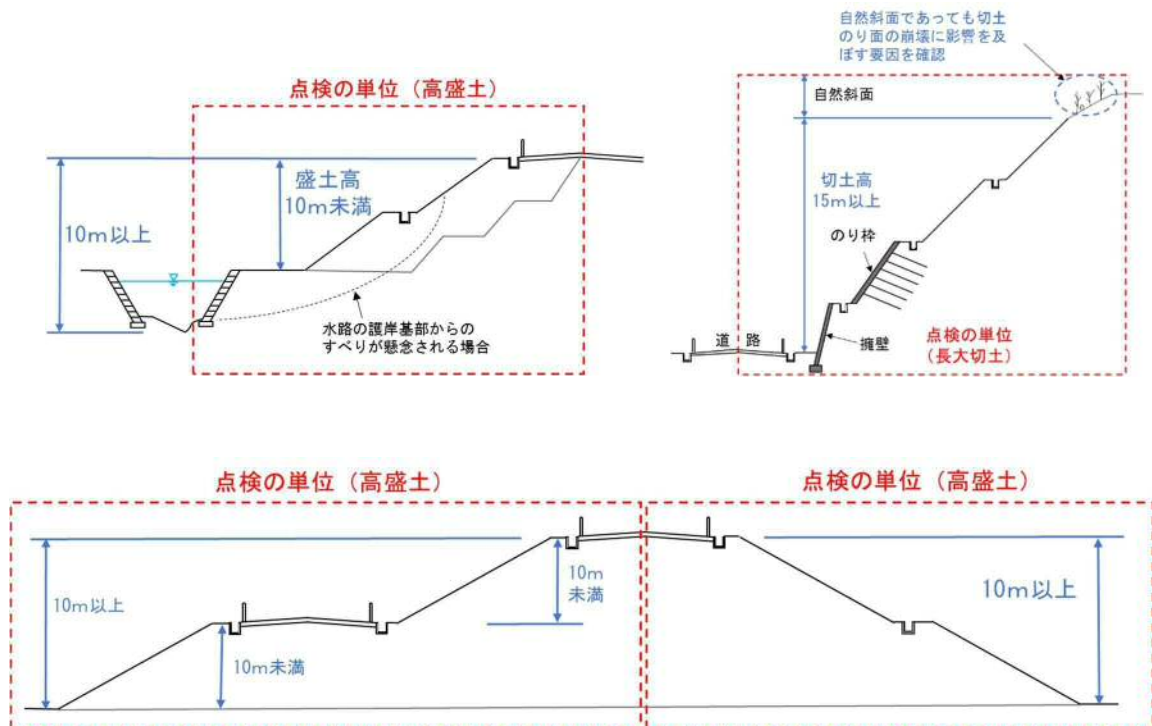 点検の単位（高盛土）
盛土高
10m未満
10m以上
水路の護岸基部からの
すべりが懸念される場合
自然斜面であっても切土
のり面の崩壊に影響を及
ぼす要因を確認
自然斜面
切土高
15m以上
のり枠
道路
擁壁
点検の単位
（長大切土）
点検の単位（高盛土）
10m以上
10m未満
10m
未満
点検の単位（高盛土）
10m以上